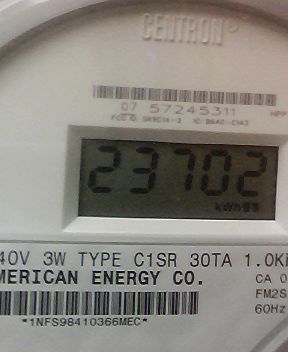 CENTRON®
07 57245311
23702
40V 3W TYPE C1SR 30TA 1.0K
MERICAN ENERGY CO.
CA 0
FM2S
60Hz
*1NFS98410366MEC*